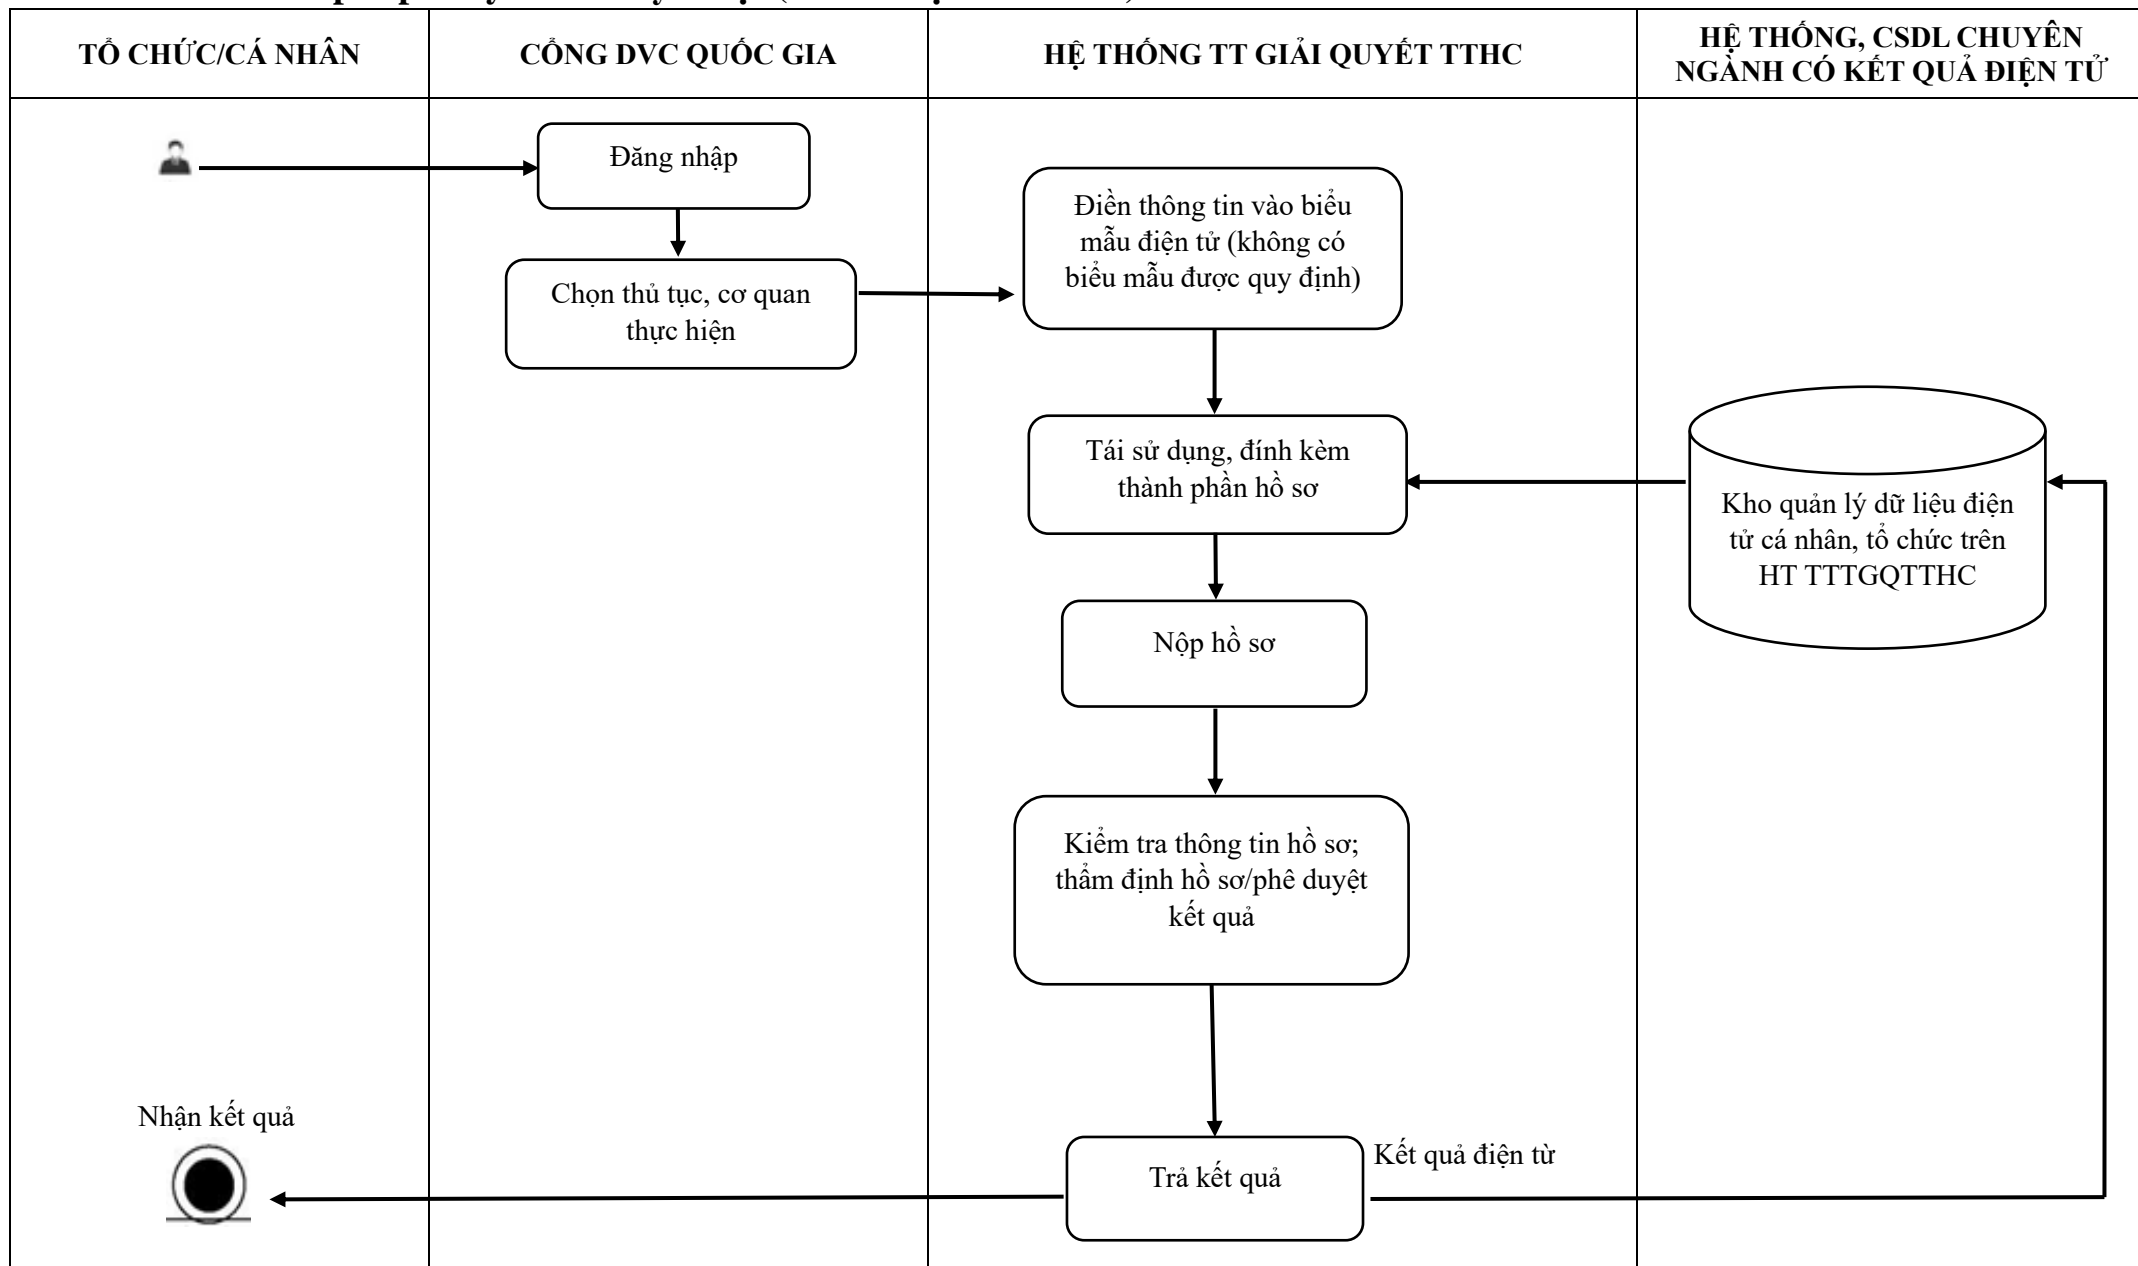 TỔ CHỨC/CÁ NHÂN
CỔNG DVC QUỐC GIA
HỆ THỐNG TT GIẢI QUYẾT TTHC
HỆ THỐNG, CSDL CHUYÊN
NGÀNH CÓ KẾT QUẢ ĐIỆN TỬ
Đăng nhập
Chọn thủ tục, cơ quan
thực hiện
Điền thông tin vào biểu
mẫu điện tử (không có
biểu mẫu được quy định)
Tái sử dụng, đính kèm
thành phần hồ sơ
Kho quản lý dữ liệu điện
tử cá nhân, tổ chức trên
HT TTTGQTTHC
Nộp hồ sơ
Kiểm tra thông tin hồ sơ;
thẩm định hồ sơ/phê duyệt
kết quả
Nhận kết quả
Trả kết quả
Kết quả điện từ